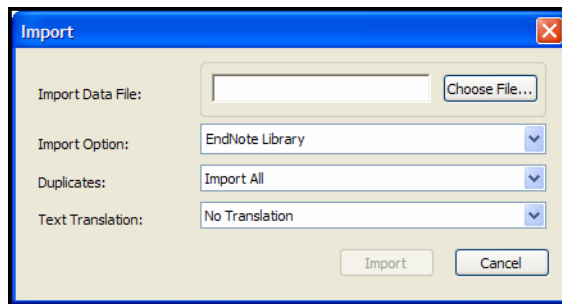 Import
Import Data File:
Choose File...
Import Option:
EndNote Library
Duplicates:
Import All
Text Translation:
No Translation
Import
Cancel